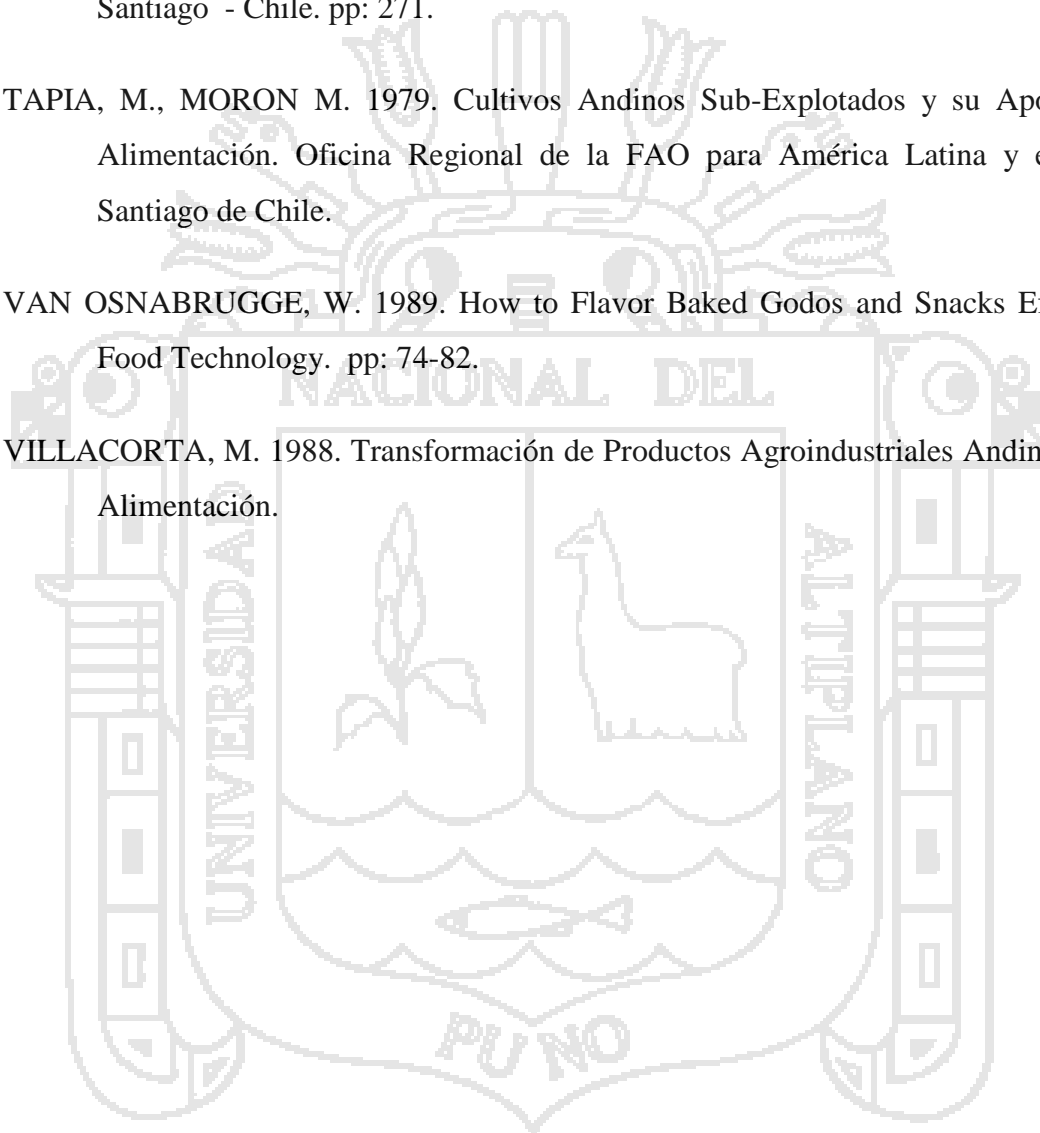 Santiago - Chile. pp: 271.
TAPIA, M., MORON M. 1979. Cultivos Andinos Sub-Explotados y su
Alimentación. Oficina Regional de la FAO para América Latina y
Santiago de Chile.
VAN OSNABRUGGE, W. 1989. How to Flavor Baked Godos and Snacks
Food Technology. pp: 74-82.
VILLACORTA, M. 1988. Transformación de Productos Agroindustriales
Alimentación.
NACIONAL DEL
UNIVERSIDAD
ALTIPLANO
PUNO